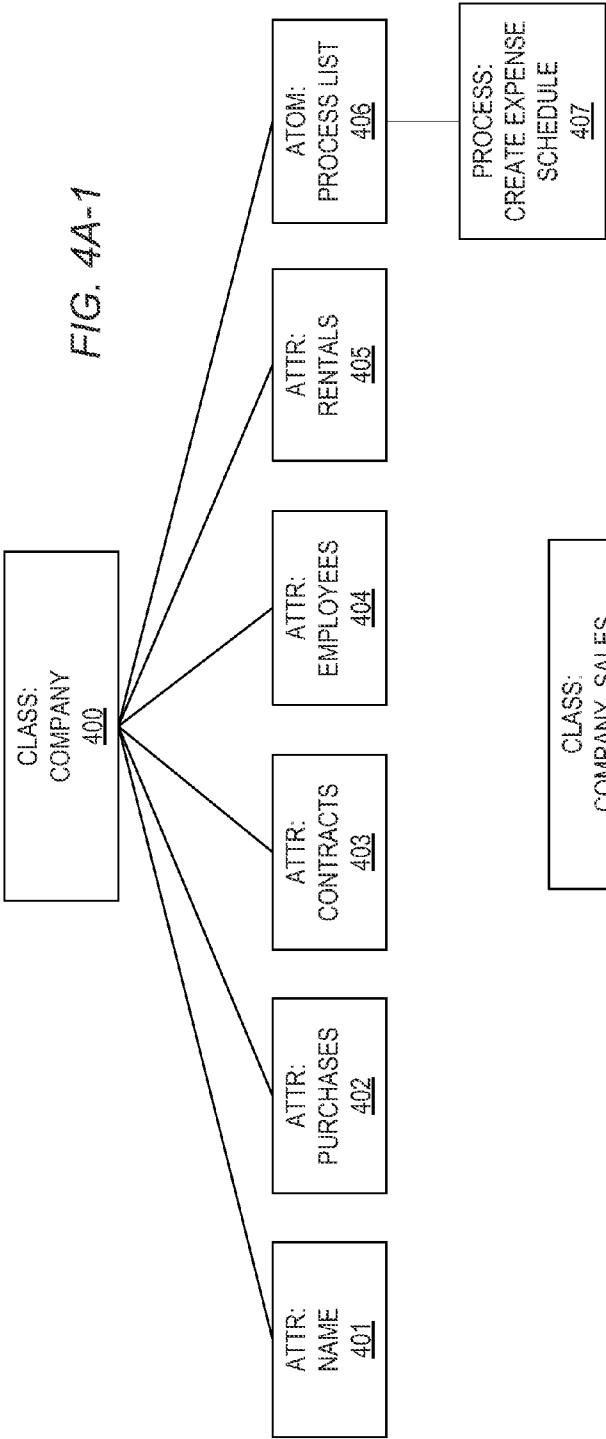 FIG. 4A-1
CLASS:
COMPANY
400
ATTR:
NAME
401
ATTR:
PURCHASES
402
ATTR:
CONTRACTS
403
ATTR:
EMPLOYEES
404
ATTR:
RENTALS
405
ATOM:
PROCESS LIST
406
PROCESS:
CREATE EXPENSE
SCHEDULE
407
CLASS:
COMPANY_SALES